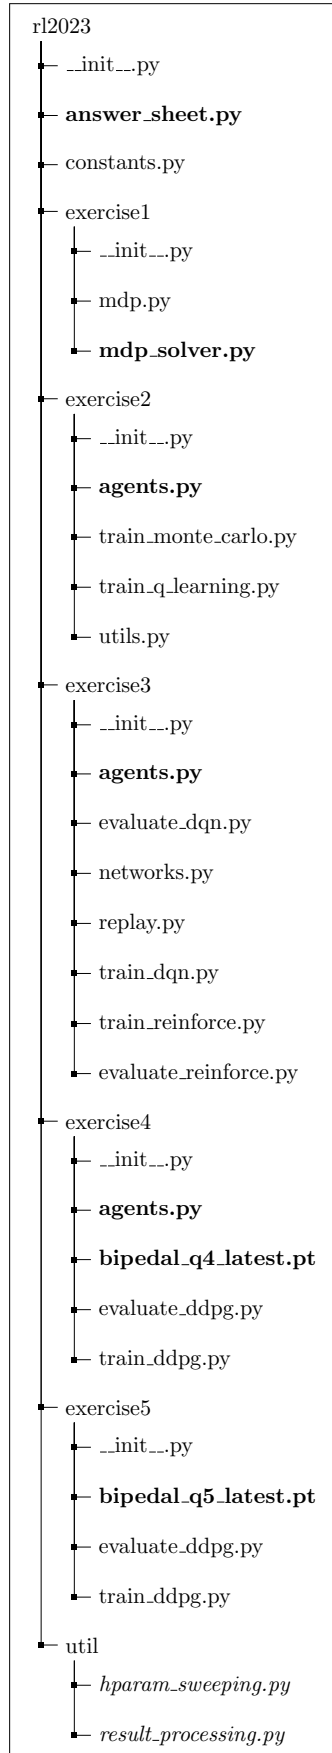 rl2023
__init__.py
answer_sheet.py
constants.py
exercise1
__init__.py
mdp.py
mdp_solver.py
exercise2
__init__.py
agents.py
train_monte_carlo.py
train_q_learning.py
utils.py
exercise3
__init__.py
agents.py
evaluate_dqn.py
networks.py
replay.py
train_dqn.py
train_reinforce.py
evaluate_reinforce.py
exercise4
__init__.py
agents.py
bipedal_q4_latest.pt
evaluate_ddpg.py
train_ddpg.py
exercise5
__init__.py
bipedal_q5_latest.pt
evaluate_ddpg.py
train_ddpg.py
util
hparam_sweeping.py
result_processing.py